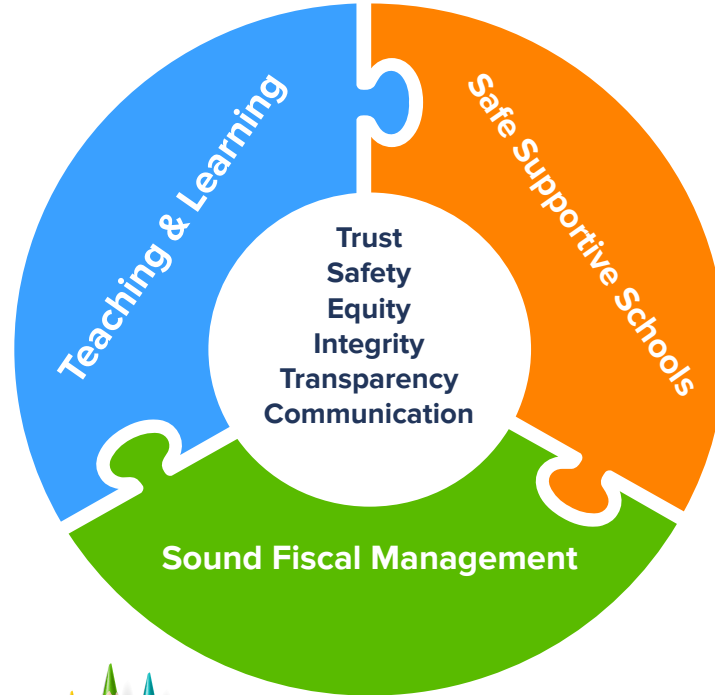 Teaching & Learning
Safe Supportive Schools
Trust
Safety
Equity
Integrity
Transparency
Communication
Sound Fiscal Management